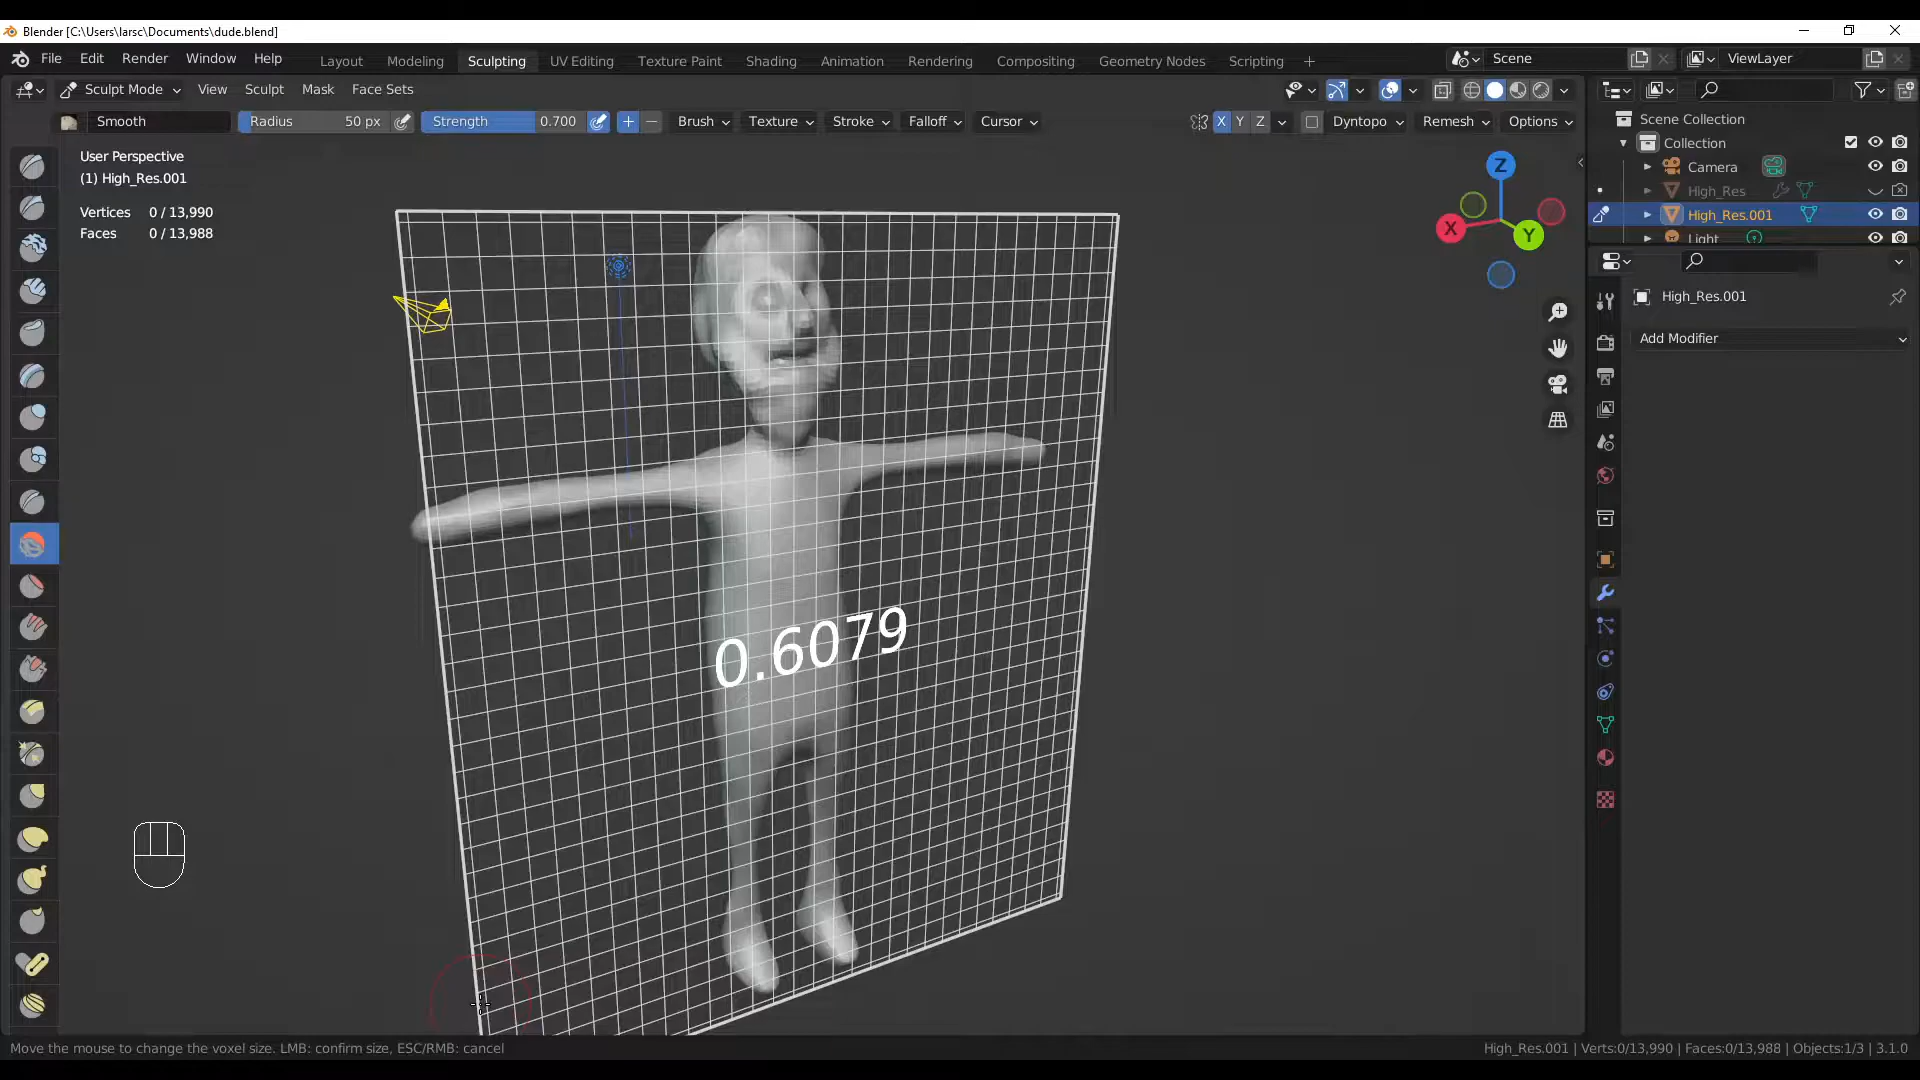 Blender [C:\Users\larsc\Documents\dude.blend]
File Edit Render Window Help Layout Modeling Sculpting UV Editing Texture Paint Shading Animation Rendering Compositing Geometry Nodes Scripting + Scene ViewLayer
Sculpt Mode View Sculpt Mask Face Sets
Smooth Radius 50 px Strength 0.700 Brush Texture Stroke Falloff Cursor X Y Z Dyntopo Remesh Options
Scene Collection
Collection
Camera
High_Res
High_Res.001
Light
User Perspective
(1) High_Res.001
Vertices 0 / 13,990
Faces 0 / 13,988
Z
X
Y
High_Res.001
Add Modifier
0.6079
Move the mouse to change the voxel size. LMB: confirm size, ESC/RMB: cancel
High_Res.001 | Verts:0/13,990 | Faces:0/13,988 | Objects:1/3 | 3.1.0